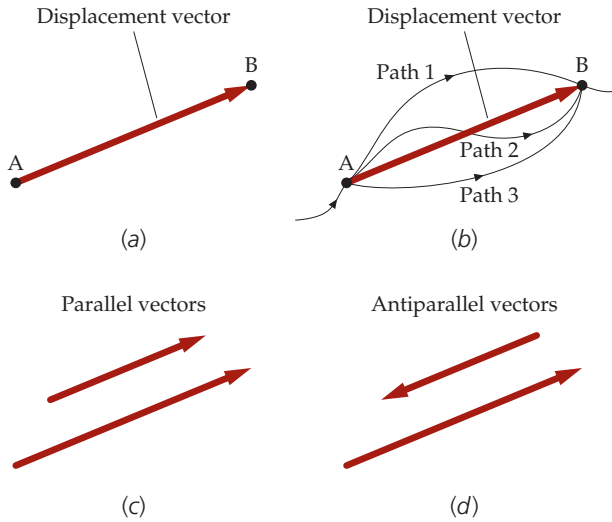 Displacement vector
B
A
(a)
Displacement vector
B
Path 1
A
Path 2
Path 3
(b)
Parallel vectors
(c)
Antiparallel vectors
(d)